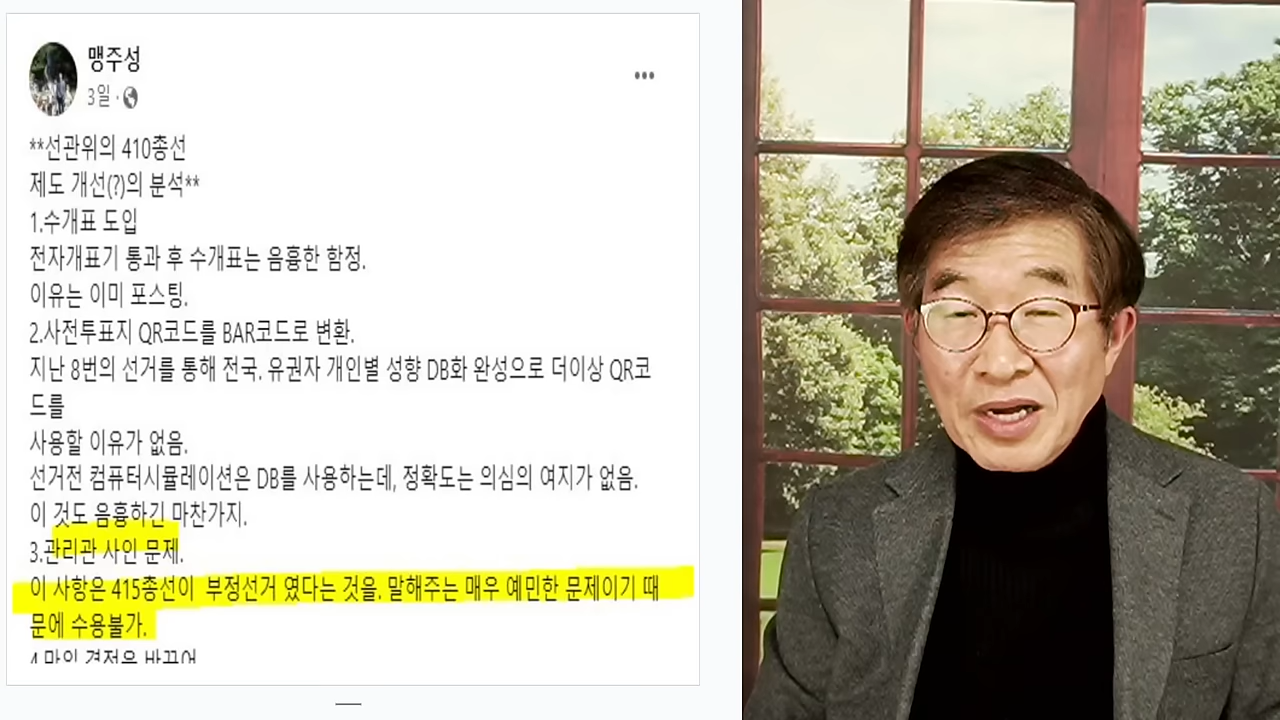 맹주성
3일 ·
**선관위의 410총선
제도 개선(?)의 분석**
1.수개표 도입
전자개표기 통과 후 수개표는 음흉한 함정.
이유는 이미 포스팅.
2.사전투표지 QR코드를 BAR코드로 변환.
지난 8번의 선거를 통해 전국. 유권자 개인별 성향 DB화 완성으로 더이상 QR코
드를
사용할 이유가 없음.
선거전 컴퓨터시뮬레이션은 DB를 사용하는데, 정확도는 의심의 여지가 없음.
이 것도 음흉하긴 마찬가지.
3.관리관 사인 문제.
이 사항은 415총선이 부정선거 였다는 것을. 말해주는 매우 예민한 문제이기 때
문에 수용불가.